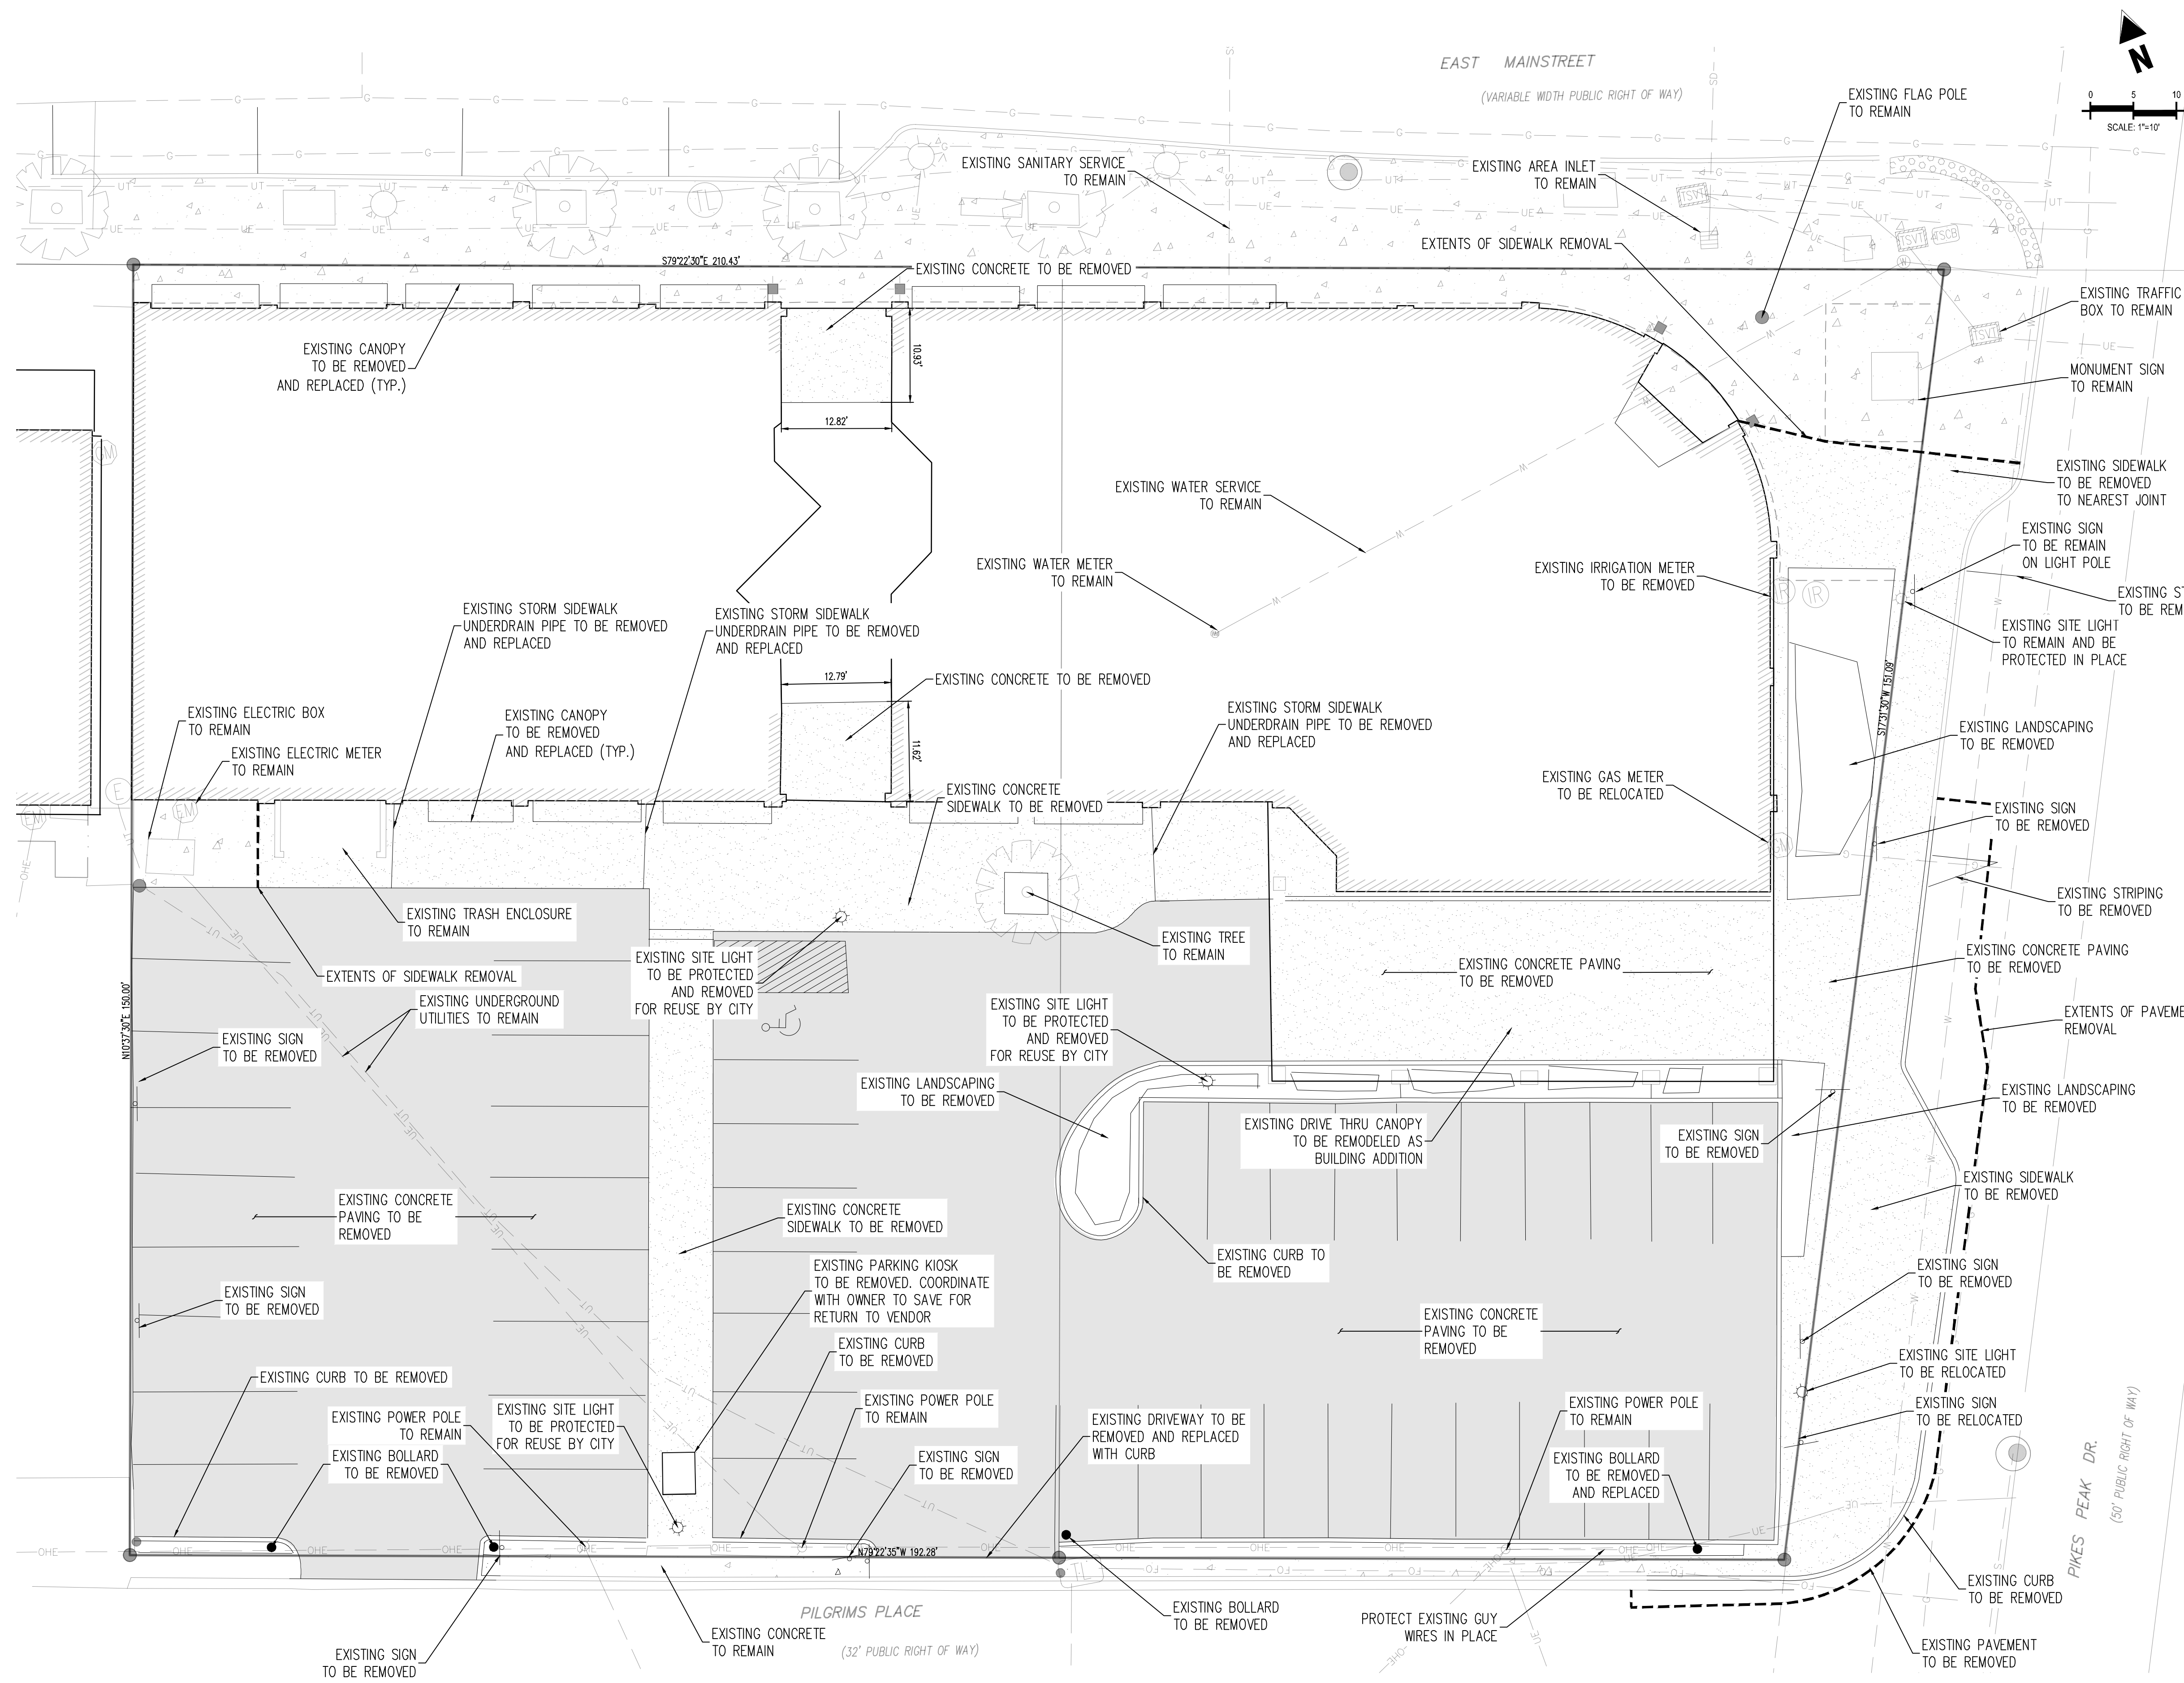 N
0 5 10
SCALE: 1"=10'
EAST MAINSTREET
(VARIABLE WIDTH PUBLIC RIGHT OF WAY)
EXISTING FLAG POLE
TO REMAIN
EXISTING SANITARY SERVICE
TO REMAIN
EXISTING AREA INLET
TO REMAIN
EXTENTS OF SIDEWALK REMOVAL
S79°22'30"E 210.43'
EXISTING CONCRETE TO BE REMOVED
EXISTING TRAFFIC
BOX TO REMAIN
EXISTING CANOPY
TO BE REMOVED
AND REPLACED (TYP.)
10.93'
12.82'
MONUMENT SIGN
TO REMAIN
EXISTING SIDEWALK
TO BE REMOVED
TO NEAREST JOINT
EXISTING WATER SERVICE
TO REMAIN
EXISTING SIGN
TO BE REMAIN
ON LIGHT POLE
EXISTING WATER METER
TO REMAIN
EXISTING IRRIGATION METER
TO BE REMOVED
EXISTING ST
TO BE REM
EXISTING SITE LIGHT
TO REMAIN AND BE
PROTECTED IN PLACE
EXISTING STORM SIDEWALK
UNDERDRAIN PIPE TO BE REMOVED
AND REPLACED
EXISTING STORM SIDEWALK
UNDERDRAIN PIPE TO BE REMOVED
AND REPLACED
12.79'
EXISTING CONCRETE TO BE REMOVED
11.62'
S17°31'30"W 151.09'
EXISTING ELECTRIC BOX
TO REMAIN
EXISTING ELECTRIC METER
TO REMAIN
EXISTING CANOPY
TO BE REMOVED
AND REPLACED (TYP.)
EXISTING STORM SIDEWALK
UNDERDRAIN PIPE TO BE REMOVED
AND REPLACED
EXISTING LANDSCAPING
TO BE REMOVED
EXISTING CONCRETE
SIDEWALK TO BE REMOVED
EXISTING GAS METER
TO BE RELOCATED
EXISTING SIGN
TO BE REMOVED
EXISTING TRASH ENCLOSURE
TO REMAIN
EXISTING STRIPING
TO BE REMOVED
EXISTING TREE
TO REMAIN
EXTENTS OF SIDEWALK REMOVAL
EXISTING SITE LIGHT
TO BE PROTECTED
AND REMOVED
FOR REUSE BY CITY
EXISTING CONCRETE PAVING
TO BE REMOVED
EXISTING CONCRETE PAVING
TO BE REMOVED
N10°37'30"E 150.00'
EXISTING UNDERGROUND
UTILITIES TO REMAIN
EXISTING SITE LIGHT
TO BE PROTECTED
AND REMOVED
FOR REUSE BY CITY
EXTENTS OF PAVEME
REMOVAL
EXISTING SIGN
TO BE REMOVED
EXISTING LANDSCAPING
TO BE REMOVED
EXISTING LANDSCAPING
TO BE REMOVED
EXISTING DRIVE THRU CANOPY
TO BE REMODELED AS
BUILDING ADDITION
EXISTING SIGN
TO BE REMOVED
EXISTING CONCRETE
PAVING TO BE
REMOVED
EXISTING CONCRETE
SIDEWALK TO BE REMOVED
EXISTING SIDEWALK
TO BE REMOVED
EXISTING CURB TO
BE REMOVED
EXISTING SIGN
TO BE REMOVED
EXISTING PARKING KIOSK
TO BE REMOVED. COORDINATE
WITH OWNER TO SAVE FOR
RETURN TO VENDOR
EXISTING SIGN
TO BE REMOVED
EXISTING CONCRETE
PAVING TO BE
REMOVED
EXISTING CURB
TO BE REMOVED
EXISTING SITE LIGHT
TO BE RELOCATED
EXISTING CURB TO BE REMOVED
EXISTING POWER POLE
TO REMAIN
EXISTING SITE LIGHT
TO BE PROTECTED
FOR REUSE BY CITY
EXISTING POWER POLE
TO REMAIN
EXISTING DRIVEWAY TO BE
REMOVED AND REPLACED
WITH CURB
EXISTING POWER POLE
TO REMAIN
EXISTING SIGN
TO BE RELOCATED
EXISTING BOLLARD
TO BE REMOVED
EXISTING SIGN
TO BE REMOVED
EXISTING BOLLARD
TO BE REMOVED
AND REPLACED
N79°22'35"W 192.28'
PIKES PEAK DR.
(50' PUBLIC RIGHT OF WAY)
PILGRIMS PLACE
(32' PUBLIC RIGHT OF WAY)
EXISTING SIGN
TO BE REMOVED
EXISTING CONCRETE
TO REMAIN
EXISTING BOLLARD
TO BE REMOVED
PROTECT EXISTING GUY
WIRES IN PLACE
EXISTING CURB
TO BE REMOVED
EXISTING PAVEMENT
TO BE REMOVED